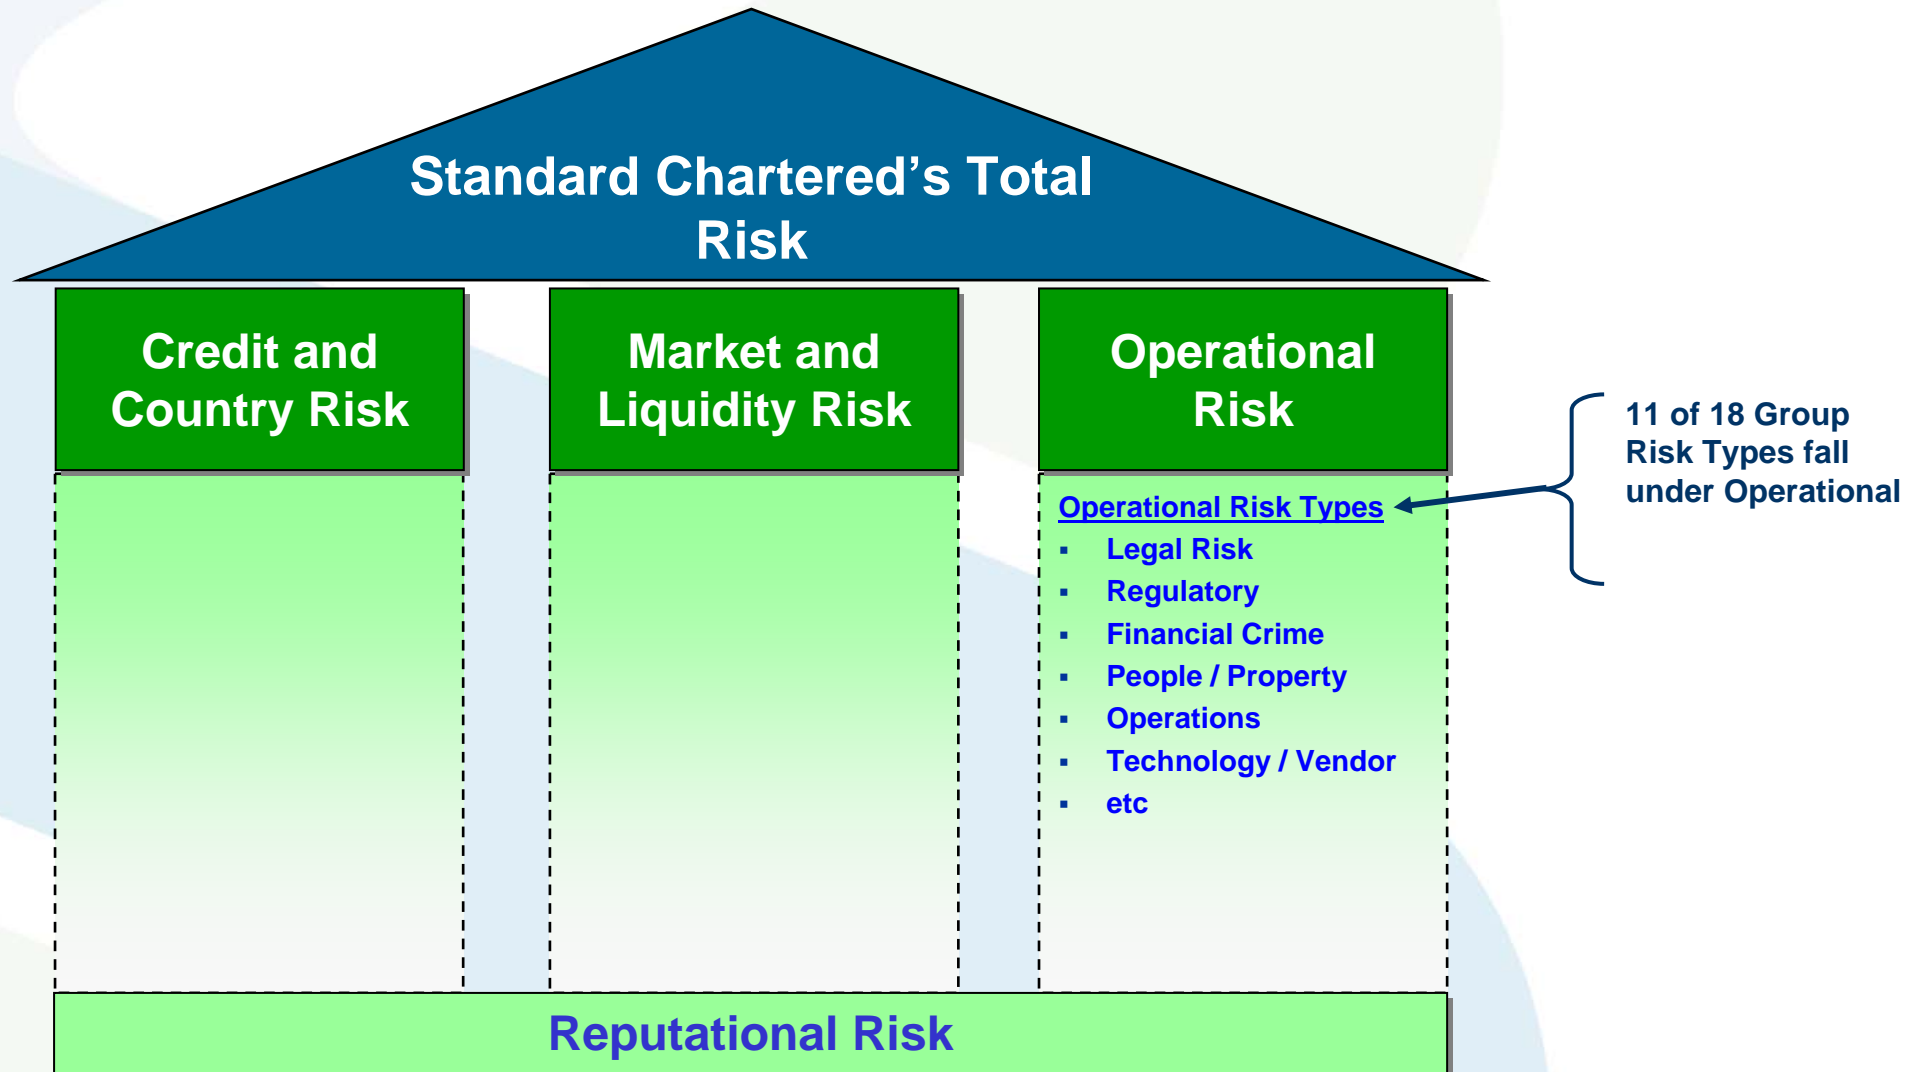 Standard Chartered’s Total
Risk
Credit and
Country Risk
Market and
Liquidity Risk
Operational
Risk
11 of 18 Group
Risk Types fall
under Operational
Operational Risk Types
▪ Legal Risk
▪ Regulatory
▪ Financial Crime
▪ People / Property
▪ Operations
▪ Technology / Vendor
▪ etc
Reputational Risk